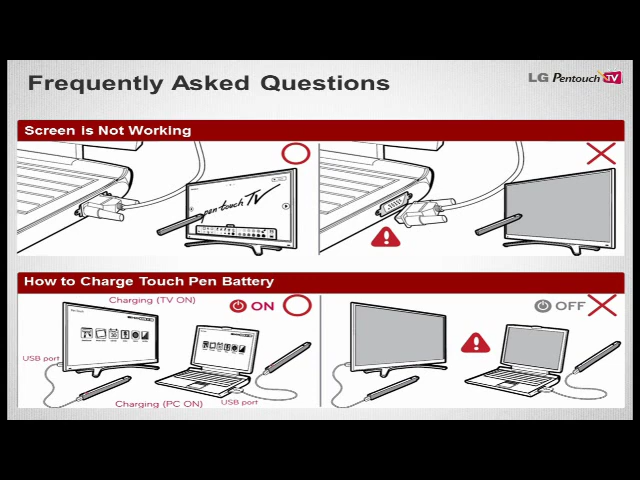 Frequently Asked Questions
LG Pentouch TV
Screen Is Not Working
pen touch TV
How to Charge Touch Pen Battery
Charging (TV ON)
ON
OFF
USB port
Charging (PC ON)
USB port